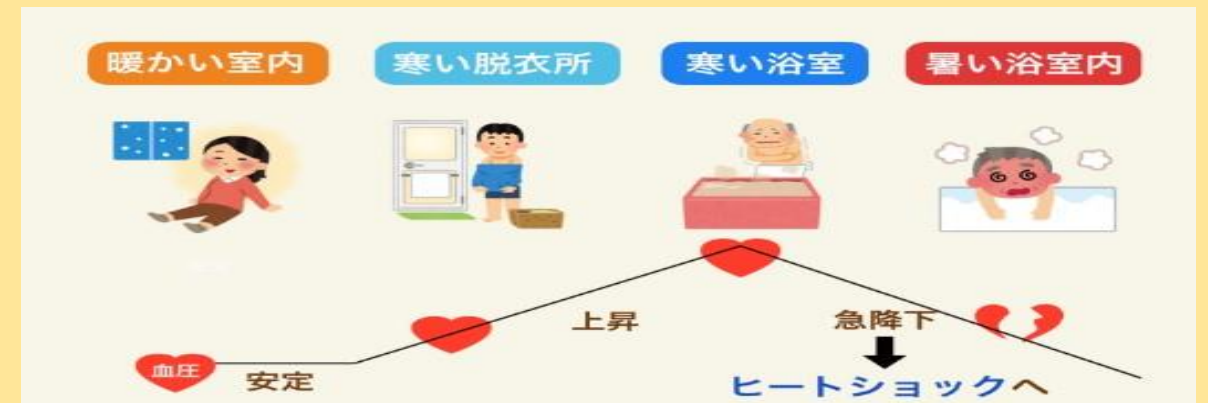 暖かい室内
寒い脱衣所
寒い浴室
暑い浴室内
上昇
急降下
血圧
安定
ヒートショックへ